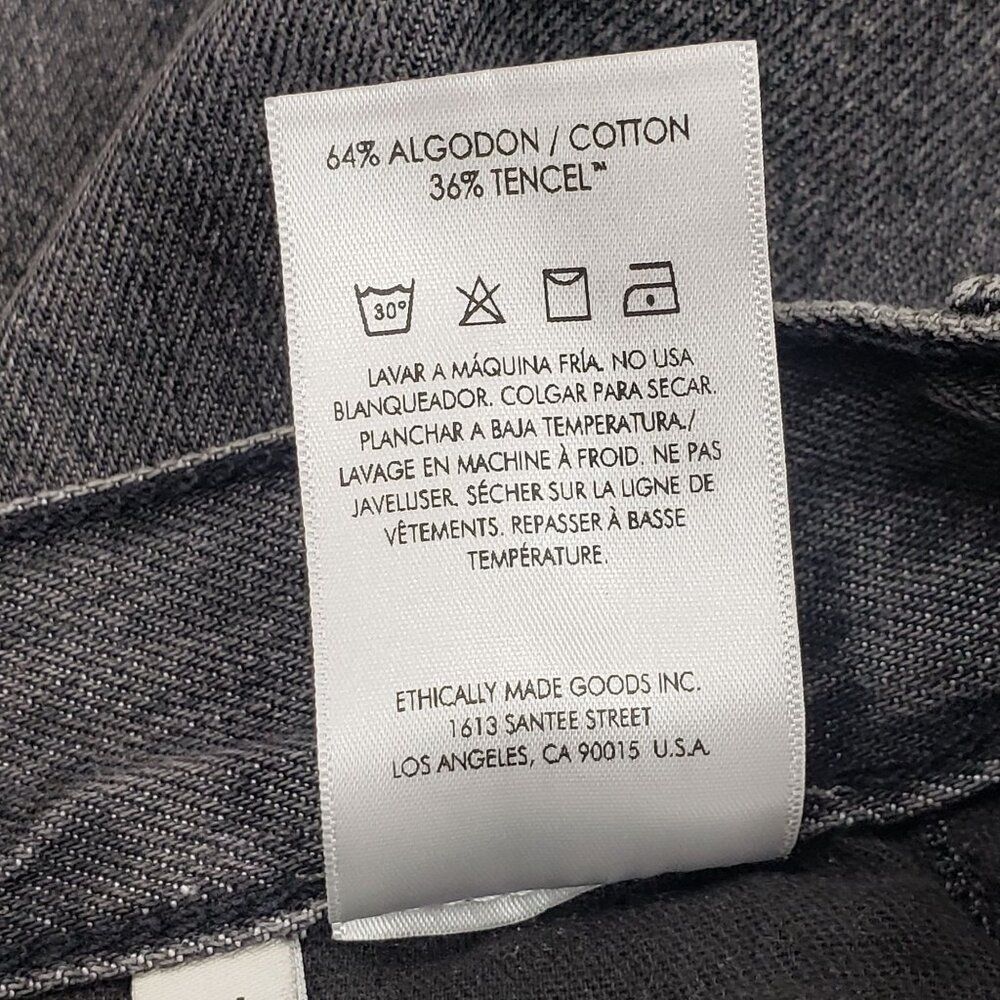 64% ALGODON / COTTON
36% TENCEL™
30°
LAVAR A MÁQUINA FRÍA. NO USA
BLANQUEADOR. COLGAR PARA SECAR.
PLANCHAR A BAJA TEMPERATURA./
LAVAGE EN MACHINE À FROID. NE PAS
JAVELLISER. SÉCHER SUR LA LIGNE DE
VÊTEMENTS. REPASSER À BASSE
TEMPÉRATURE.
ETHICALLY MADE GOODS INC.
1613 SANTEE STREET
LOS ANGELES, CA 90015 U.S.A.